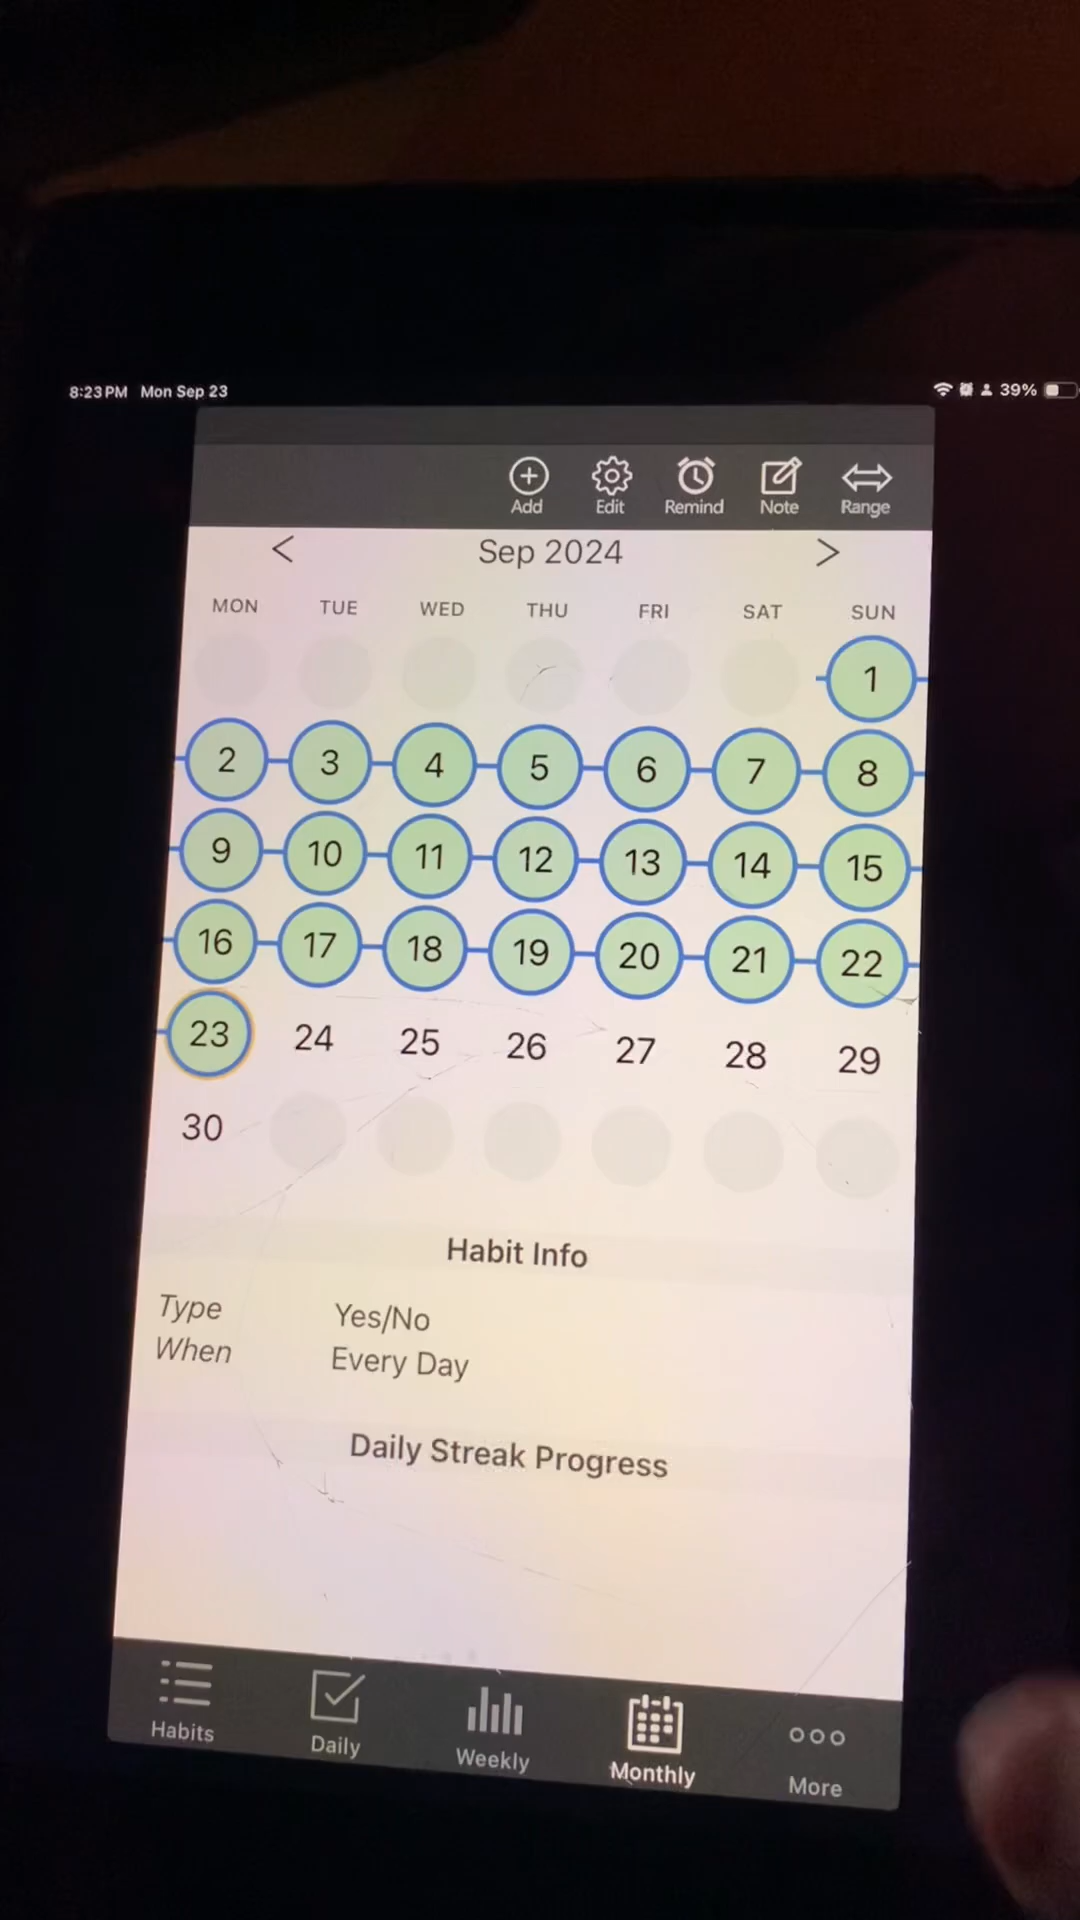 8:23 PM Mon Sep 23 39%
Add Edit Remind Note Range
< Sep 2024 >
MON TUE WED THU FRI SAT SUN
1
2 3 4 5 6 7 8
9 10 11 12 13 14 15
16 17 18 19 20 21 22
23 24 25 26 27 28 29
30
Habit Info
Type Yes/No
When Every Day
Daily Streak Progress
Habits Daily Weekly Monthly More